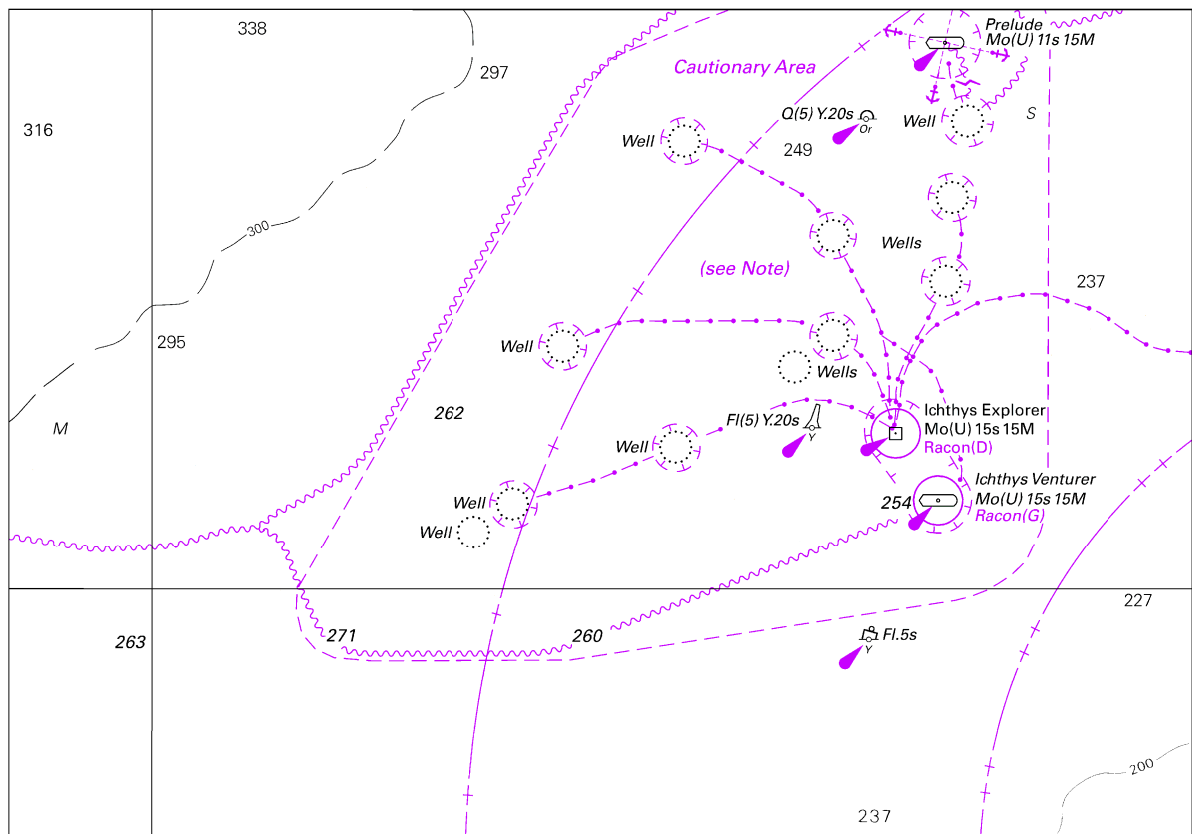 338
Prelude
Mo(U) 11s 15M
297
Cautionary Area
316
Q(5) Y.20s
Or
Well
S
Well
249
Wells
300
(see Note)
237
295
Well
Wells
262
M
Fl(5) Y.20s
Y
Ichthys Explorer
Mo(U) 15s 15M
Racon(D)
Well
Ichthys Venturer
Mo(U) 15s 15M
Racon(G)
254
Well
Well
227
263
271
260
Fl.5s
Y
200
237